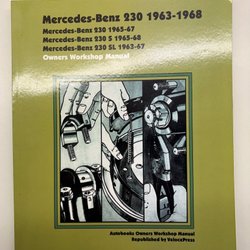 Mercedes-Benz 230 1963-1968
Mercedes-Benz 230 1965-67
Mercedes-Benz 230 S 1965-68
Mercedes-Benz 230 SL 1963-67
Owners Workshop Manual
Autobooks Owners Workshop Manual
Republished by VelocePress